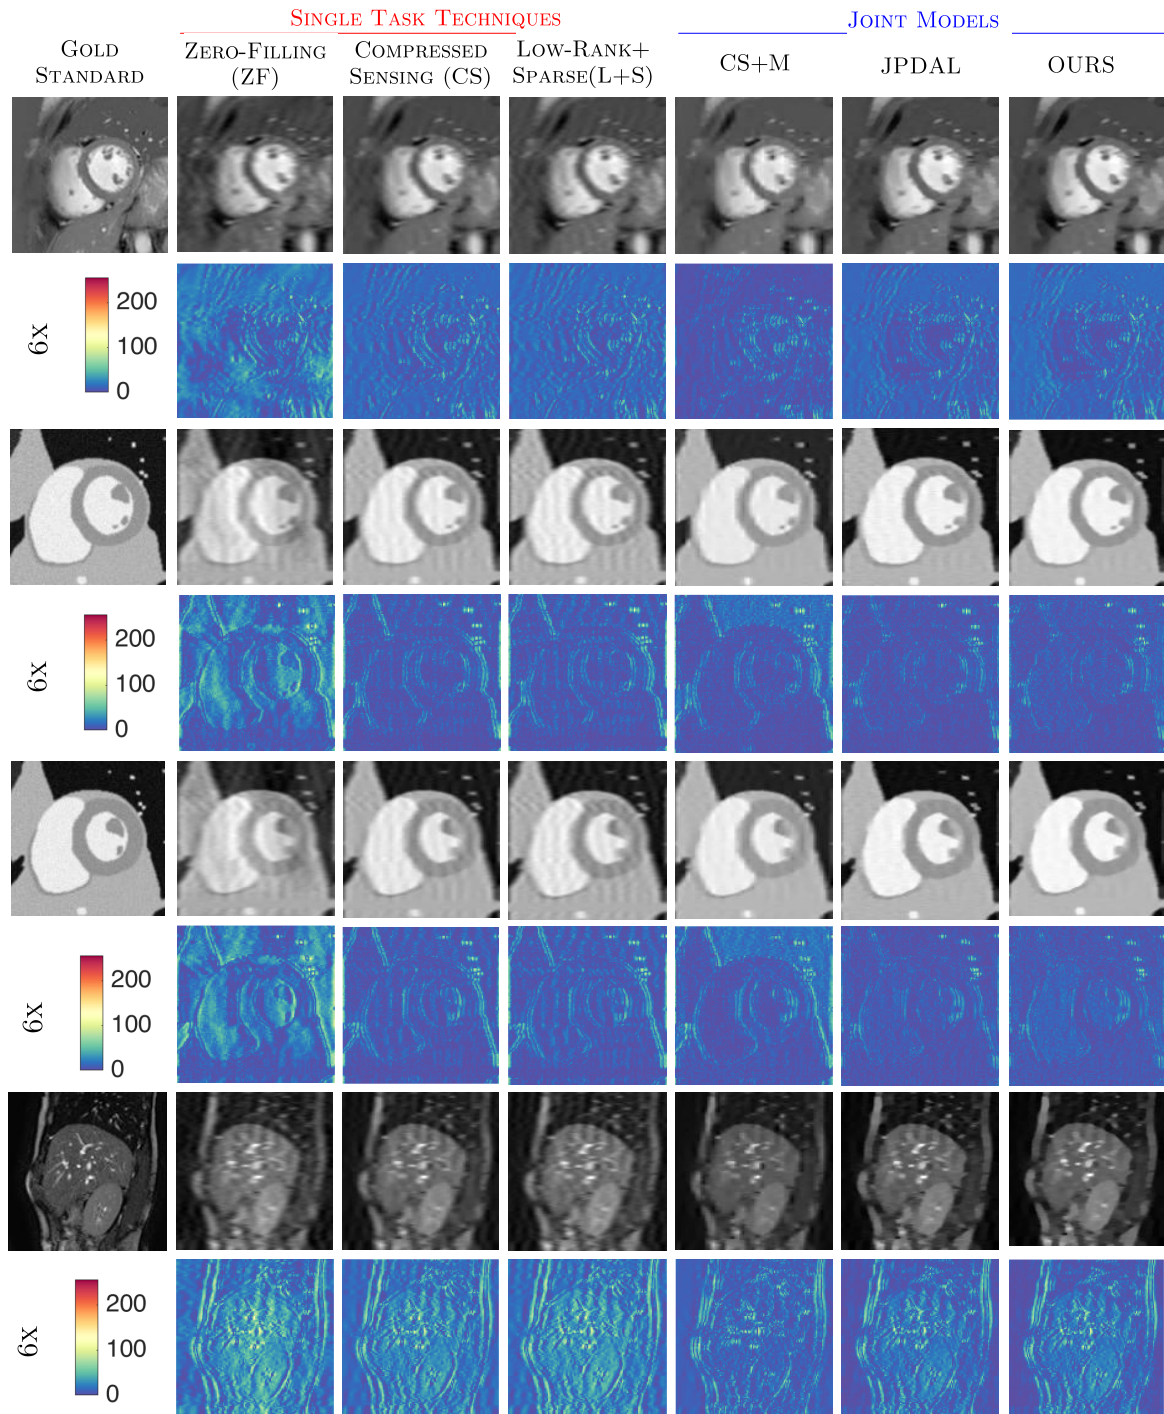 SINGLE TASK TECHNIQUES
JOINT MODELS
GOLD STANDARD
ZERO-FILLING (ZF)
COMPRESSED SENSING (CS)
LOW-RANK+ SPARSE(L+S)
CS+M
JPDAL
OURS
6X
200
100
0
6X
200
100
0
6X
200
100
0
6X
200
100
0